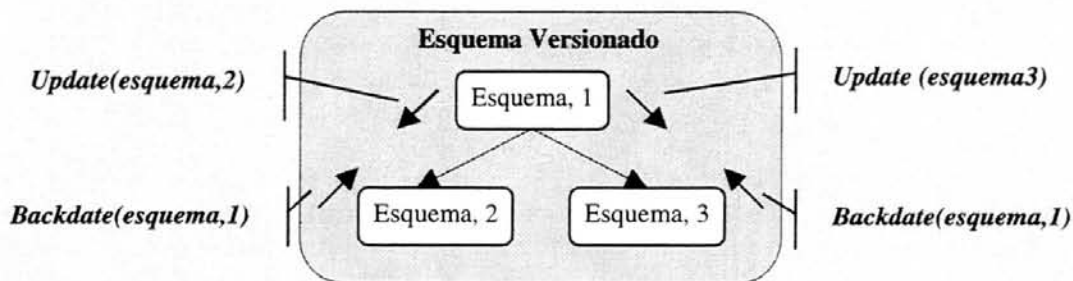 Esquema Versionado
Update(esquema,2)
Update (esquema3)
Esquema, 1
Backdate(esquema,1)
Esquema, 2
Esquema, 3
Backdate(esquema,1)